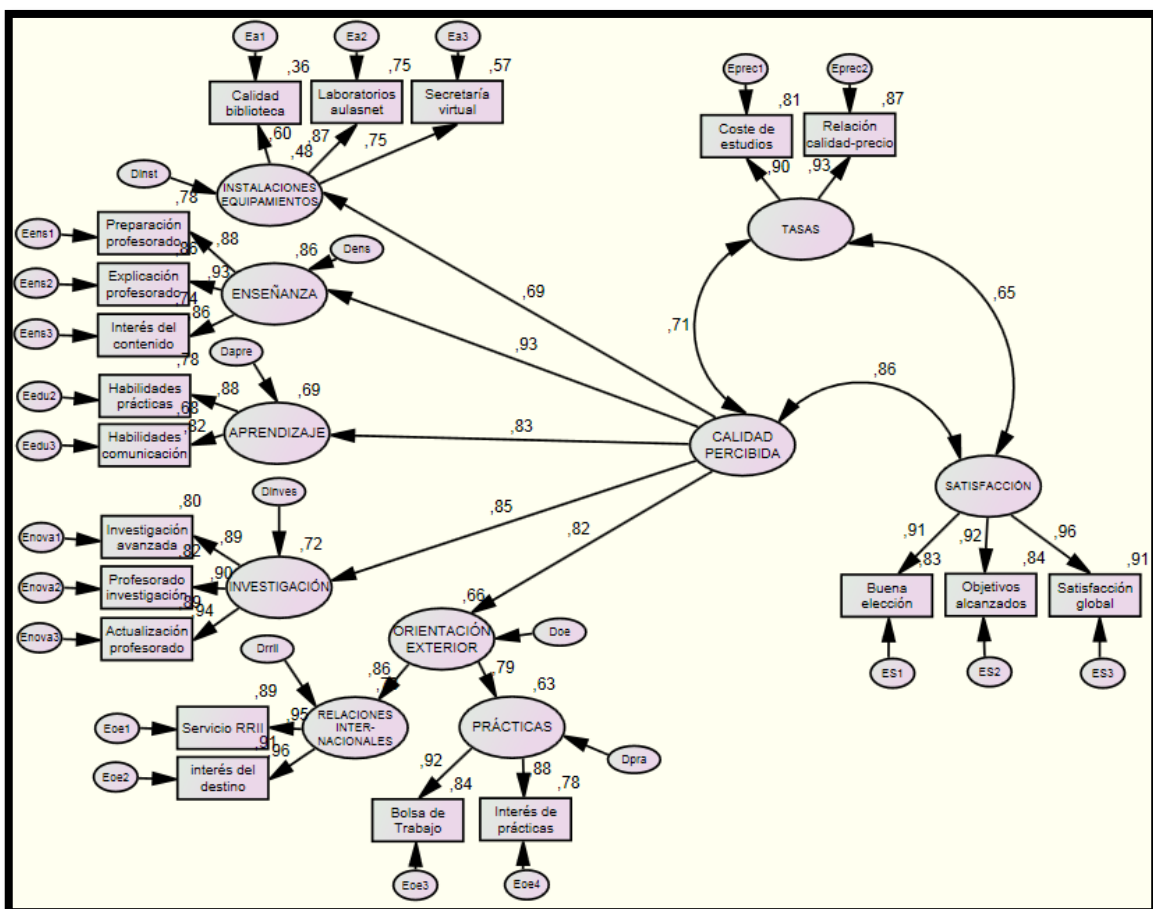 Ea1
Ea2
Ea3
,36
,75
,57
Calidad
biblioteca
Laboratorios
aulasnet
Secretaría
virtual
,60
,87
,75
,48
Dinst
INSTALACIONES
EQUIPAMIENTOS
Eprec1
Eprec2
,81
,87
Coste de
estudios
Relación
calidad-precio
,90
,93
TASAS
,78
Eens1
Preparación
profesorado
,88
,86
Dens
,86
Eens2
Explicación
profesorado
,93
ENSEÑANZA
,74
Eens3
Interés del
contenido
,86
,69
,93
,71
,65
,86
,78
Dapre
,69
Eedu2
Habilidades
prácticas
,88
,68
Eedu3
Habilidades
comunicación
,82
APRENDIZAJE
,83
CALIDAD
PERCIBIDA
SATISFACCIÓN
,80
Dinves
,72
Enova1
Investigación
avanzada
,89
,82
Enova2
Profesorado
investigación
,90
INVESTIGACIÓN
,89
Enova3
Actualización
profesorado
,94
,85
,82
,91
,92
,96
,83
,84
,91
Buena
elección
Objetivos
alcanzados
Satisfacción
global
ES1
ES2
ES3
,66
ORIENTACIÓN
EXTERIOR
Doe
Drrll
,86
,79
,89
,63
Eoe1
Servicio RRII
,95
RELACIONES
INTER-
NACIONALES
PRÁCTICAS
,91
Eoe2
interés del
destino
,96
Dpra
,92
,88
,84
,78
Bolsa de
Trabajo
Interés de
prácticas
Eoe3
Eoe4